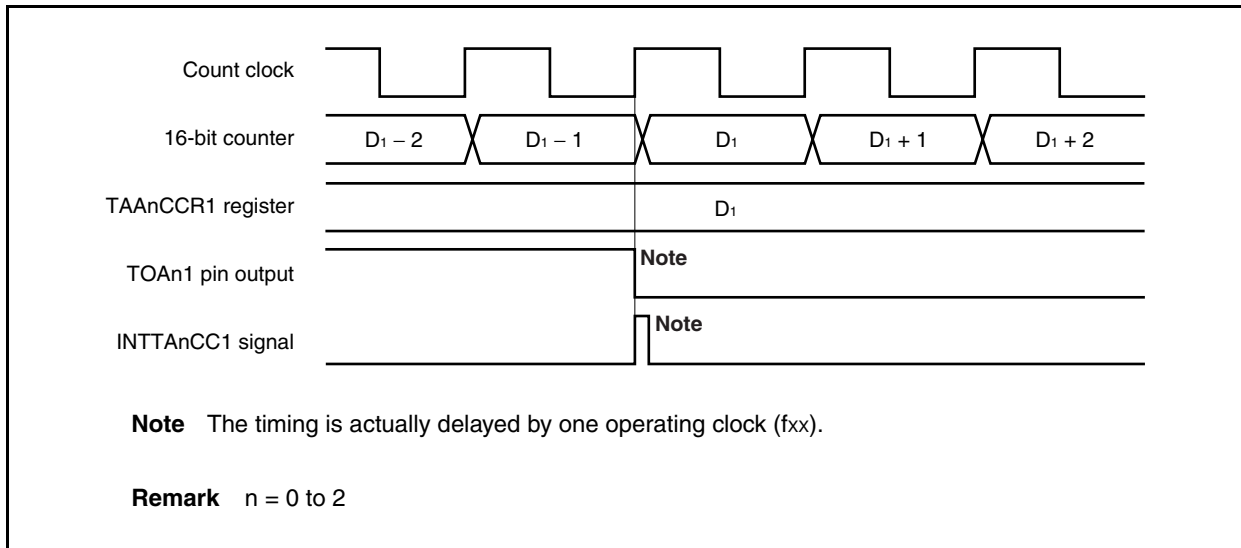 Count clock
16-bit counter D₁ − 2 D₁ − 1 D₁ D₁ + 1 D₁ + 2
TAAnCCR1 register D₁
TOAn1 pin output Note
INTTAnCC1 signal Note
Note The timing is actually delayed by one operating clock (fxx).
Remark n = 0 to 2